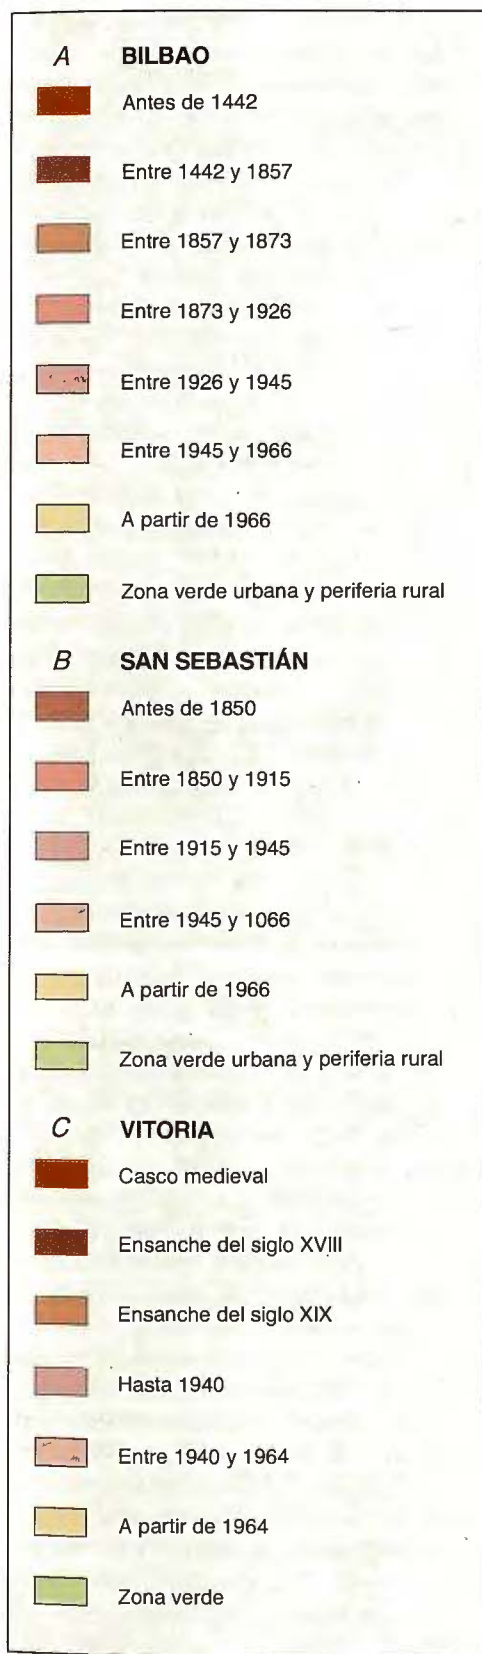 A BILBAO
Antes de 1442
Entre 1442 y 1857
Entre 1857 y 1873
Entre 1873 y 1926
Entre 1926 y 1945
Entre 1945 y 1966
A partir de 1966
Zona verde urbana y periferia rural
B SAN SEBASTIÁN
Antes de 1850
Entre 1850 y 1915
Entre 1915 y 1945
Entre 1945 y 1066
A partir de 1966
Zona verde urbana y periferia rural
C VITORIA
Casco medieval
Ensanche del siglo XVIII
Ensanche del siglo XIX
Hasta 1940
Entre 1940 y 1964
A partir de 1964
Zona verde